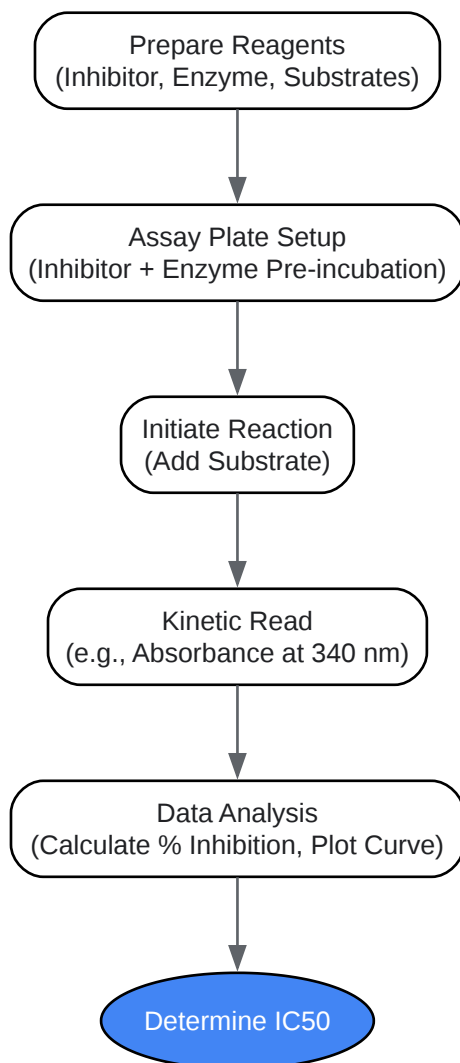 Prepare Reagents
(Inhibitor, Enzyme, Substrates)
Assay Plate Setup
(Inhibitor + Enzyme Pre-incubation)
Initiate Reaction
(Add Substrate)
Kinetic Read
(e.g., Absorbance at 340 nm)
Data Analysis
(Calculate % Inhibition, Plot Curve)
Determine IC50